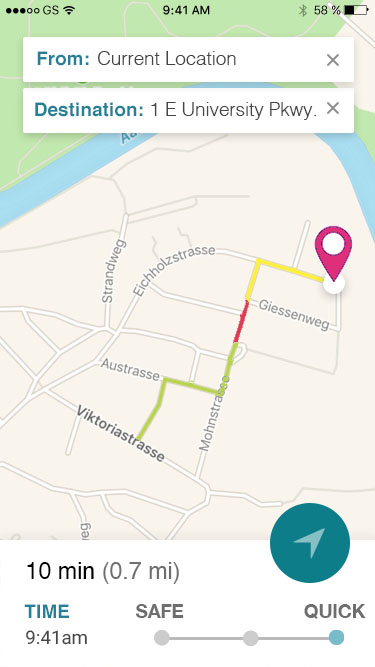 GS 9:41 AM 58 %
From: Current Location
Destination: 1 E University Pkwy.
Strandweg
Eichholzstrasse
Giessenweg
Austrasse
Mohnstrasse
Viktoriastrasse
10 min (0.7 mi)
TIME SAFE QUICK
9:41am